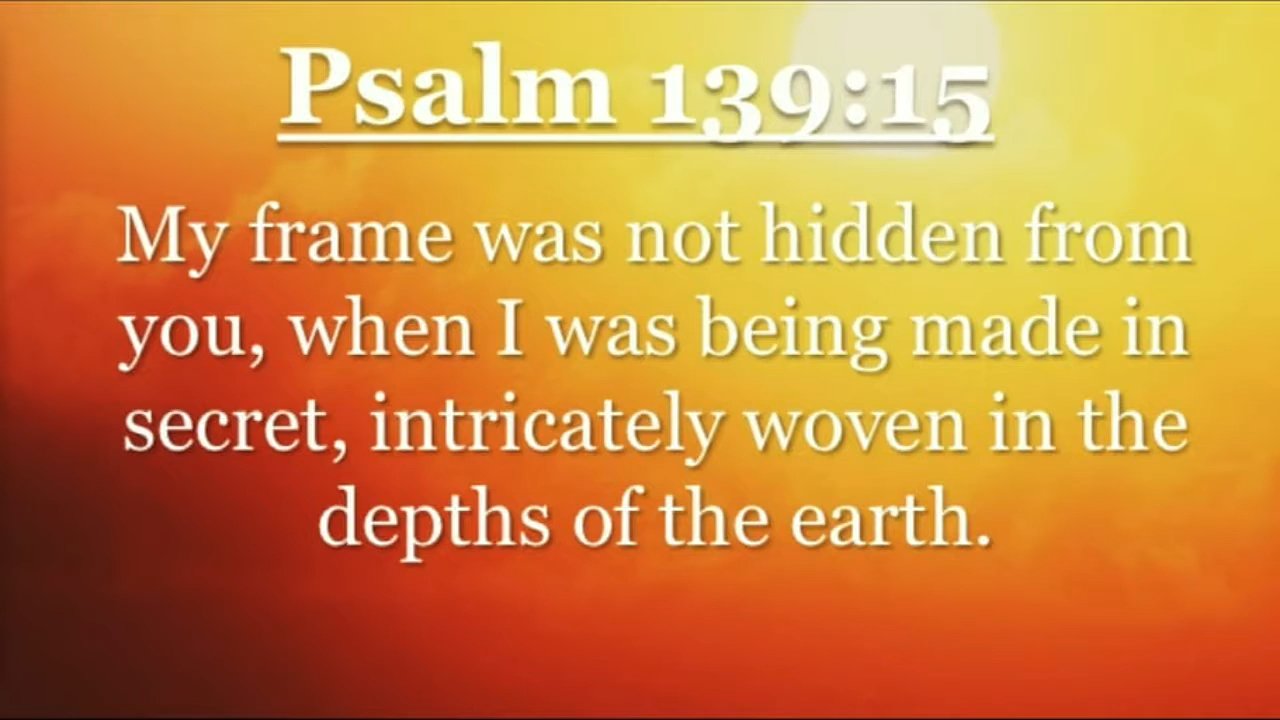 Psalm 139:15
My frame was not hidden from
you, when I was being made in
secret, intricately woven in the
depths of the earth.